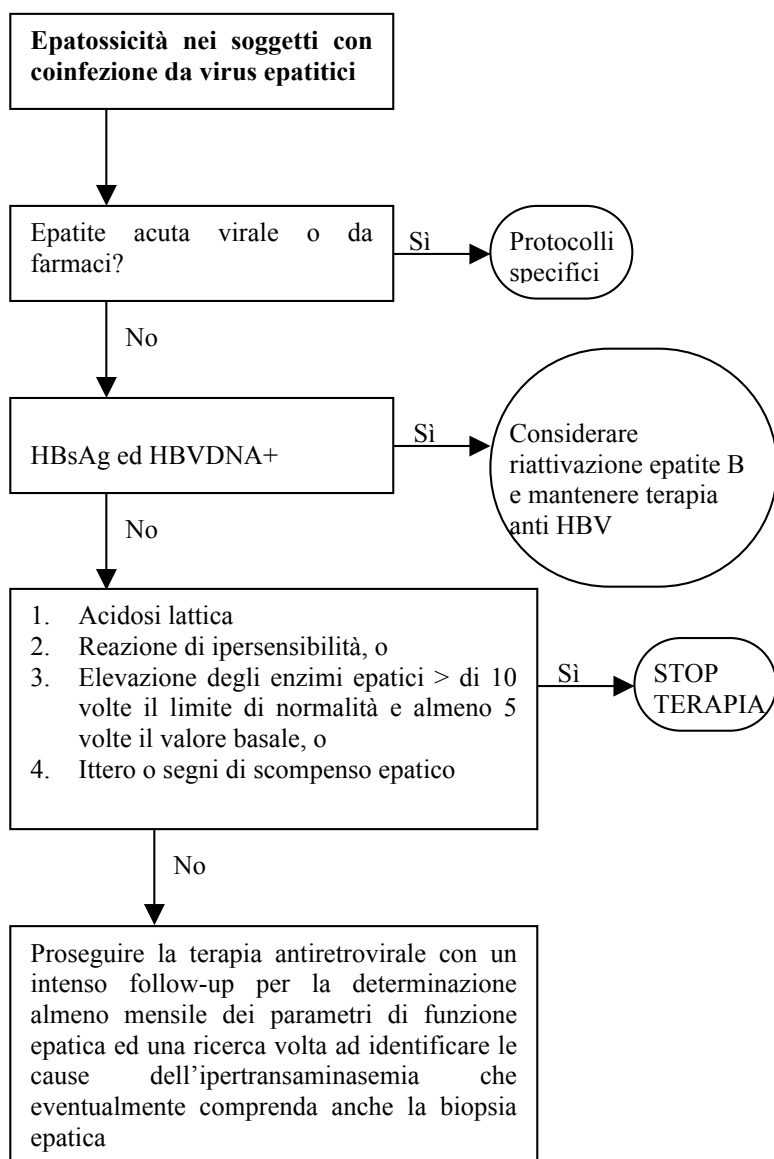 Epatossicità nei soggetti con
coinfezione da virus epatitici
Epatite acuta virale o da
farmaci?
Sì
Protocolli
specifici
No
HBsAg ed HBVDNA+
Sì
Considerare
riattivazione epatite B
e mantenere terapia
anti HBV
No
1. Acidosi lattica
2. Reazione di ipersensibilità, o
3. Elevazione degli enzimi epatici > di 10
volte il limite di normalità e almeno 5
volte il valore basale, o
4. Ittero o segni di scompenso epatico
Sì
STOP
TERAPIA
No
Proseguire la terapia antiretrovirale con un
intenso follow-up per la determinazione
almeno mensile dei parametri di funzione
epatica ed una ricerca volta ad identificare le
cause dell'ipertransaminasemia che
eventualmente comprenda anche la biopsia
epatica